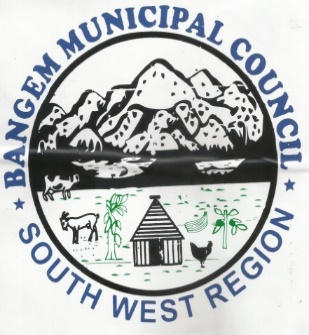 ★ BANGEM MUNICIPAL COUNCIL ★
SOUTH WEST REGION